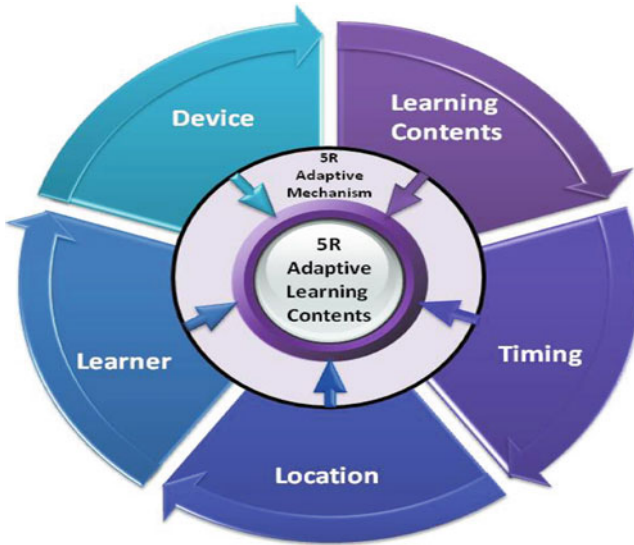 Device
Learning
Contents
5R
Adaptive
Mechanism
5R
Adaptive
Learning
Contents
Learner
Timing
Location